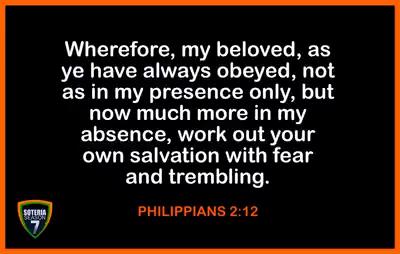 Wherefore, my beloved, as
ye have always obeyed, not
as in my presence only, but
now much more in my
absence, work out your
own salvation with fear
and trembling.
PHILIPPIANS 2:12
SOTERIA
SEASON
7